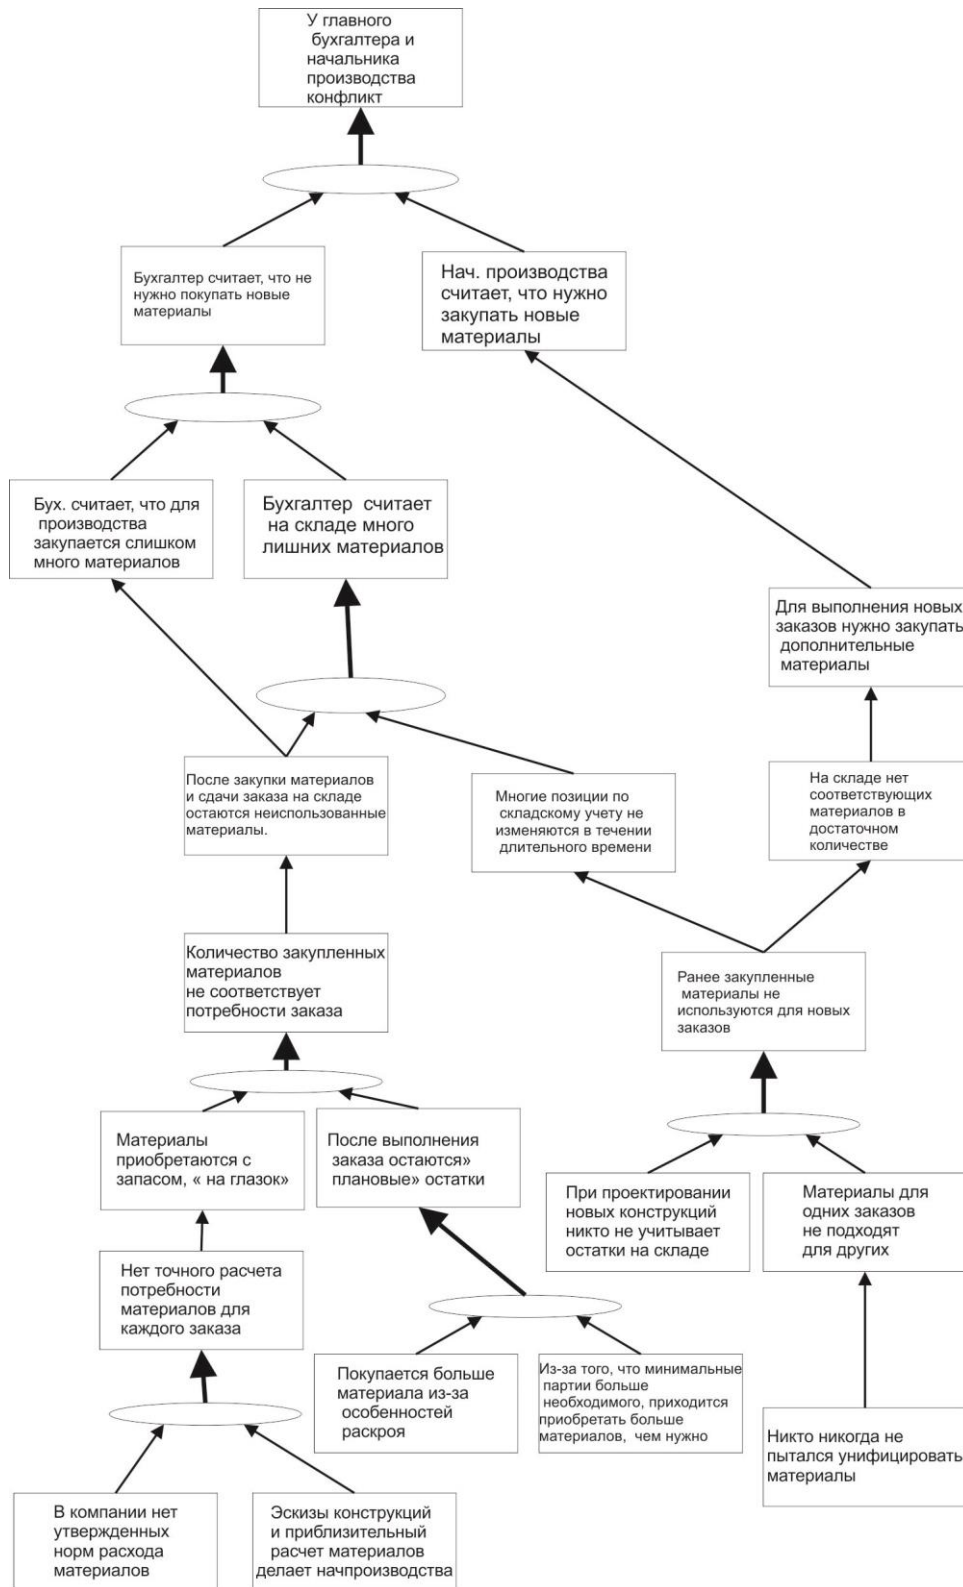 У главного
бухгалтера и
начальника
производства
конфликт
Бухгалтер считает, что не
нужно покупать новые
материалы
Нач. производства
считает, что нужно
закупать новые
материалы
Бух. считает, что для
производства
закупается слишком
много материалов
Бухгалтер считает
на складе много
лишних материалов
Для выполнения новых
заказов нужно закупать
дополнительные
материалы
После закупки материалов
и сдачи заказа на складе
остаются неиспользованные
материалы.
Многие позиции по
складскому учету не
изменяются в течении
длительного времени
На складе нет
соответствующих
материалов в
достаточном
количестве
Количество закупленных
материалов
не соответствует
потребности заказа
Ранее закупленные
материалы не
используются для новых
заказов
Материалы
приобретаются с
запасом, « на глазок»
После выполнения
заказа остаются»
плановые» остатки
При проектировании
новых конструкций
никто не учитывает
остатки на складе
Материалы для
одних заказов
не подходят
для других
Нет точного расчета
потребности
материалов для
каждого заказа
Покупается больше
материала из-за
особенностей
раскроя
Из-за того, что минимальные
партии больше
необходимого, приходится
приобретать больше
материалов, чем нужно
Никто никогда не
пытался унифицировать
материалы
В компании нет
утвержденных
норм расхода
материалов
Эскизы конструкций
и приблизительный
расчет материалов
делает начпроизводства